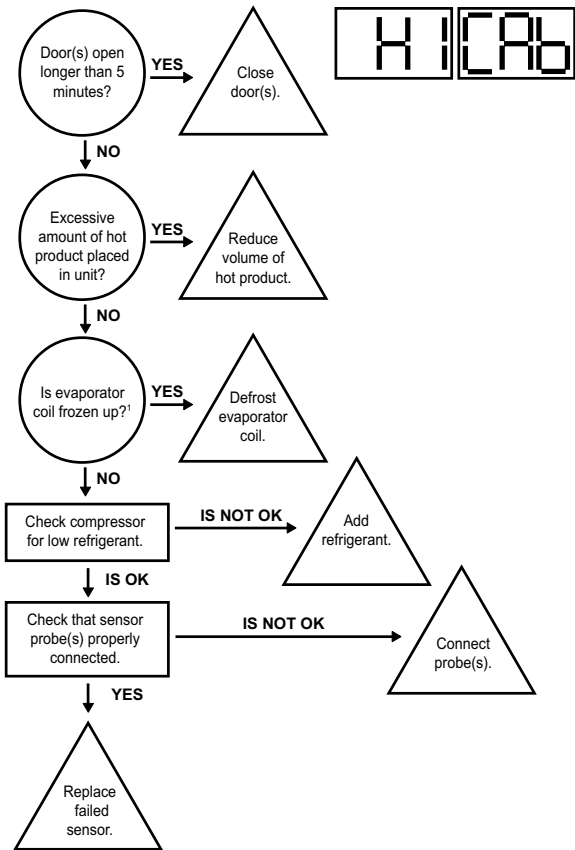 Door(s) open
longer than 5
minutes?
YES
Close
door(s).
HI CAb
NO
Excessive
amount of hot
product placed
in unit?
YES
Reduce
volume of
hot product.
NO
Is evaporator
coil frozen up?¹
YES
Defrost
evaporator
coil.
NO
Check compressor
for low refrigerant.
IS NOT OK
Add
refrigerant.
IS OK
Check that sensor
probe(s) properly
connected.
IS NOT OK
Connect
probe(s).
YES
Replace
failed
sensor.